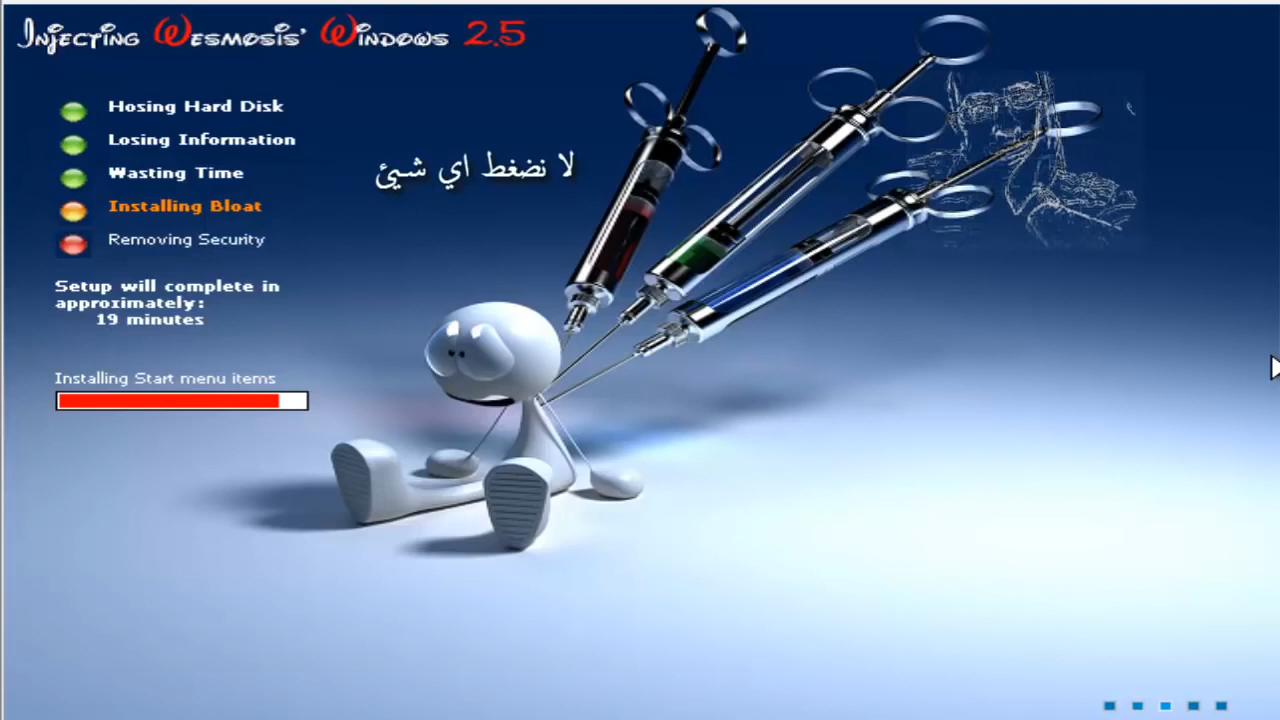 Injecting Wesmosis' Windows 2.5
Hosing Hard Disk
Losing Information
Wasting Time
Installing Bloat
Removing Security
لا نضغط اي شيئ
Setup will complete in
approximately:
19 minutes
Installing Start menu items